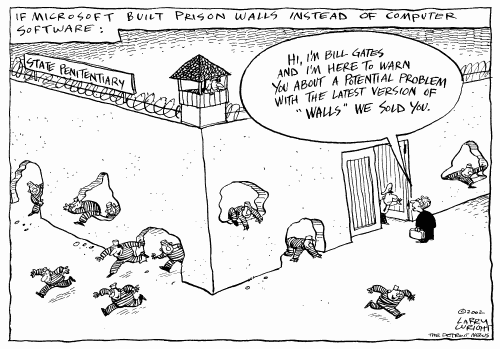 IF MICROSOFT BUILT PRISON WALLS INSTEAD OF COMPUTER
SOFTWARE:
STATE PENITENTIARY
HI, I'M BILL GATES
AND I'M HERE TO WARN
YOU ABOUT A POTENTIAL PROBLEM
WITH THE LATEST VERSION OF
"WALLS" WE SOLD YOU.
©2002
LARRY
WRIGHT
THE DETROIT NEWS